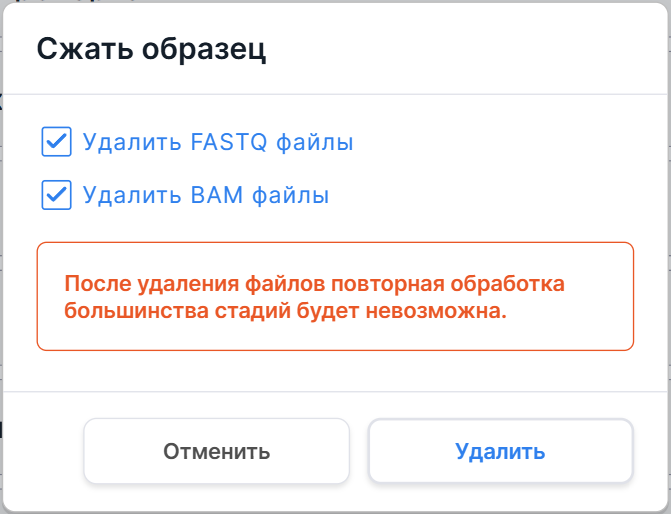 Сжать образец
Удалить FASTQ файлы
Удалить BAM файлы
После удаления файлов повторная обработка
большинства стадий будет невозможна.
Отменить
Удалить